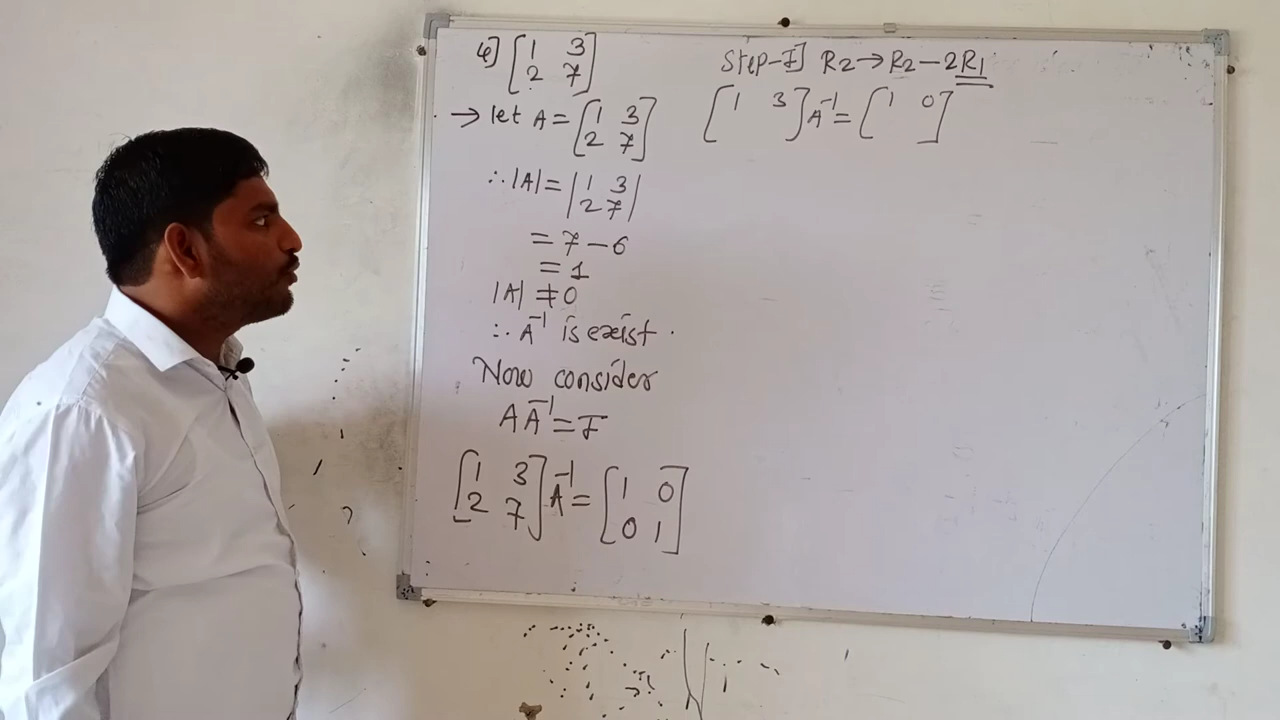 4] [1 3
2 7]
→ let A = [1 3
2 7]
∴ |A| = |1 3
2 7|
= 7 - 6
= 1
|A| ≠ 0
∴ A⁻¹ is exist.
Now consider
A A⁻¹ = I
[1 3
2 7] A⁻¹ = [1 0
0 1]
Step-I] R2 → R2 - 2R1
[1 3] A⁻¹ = [1 0]